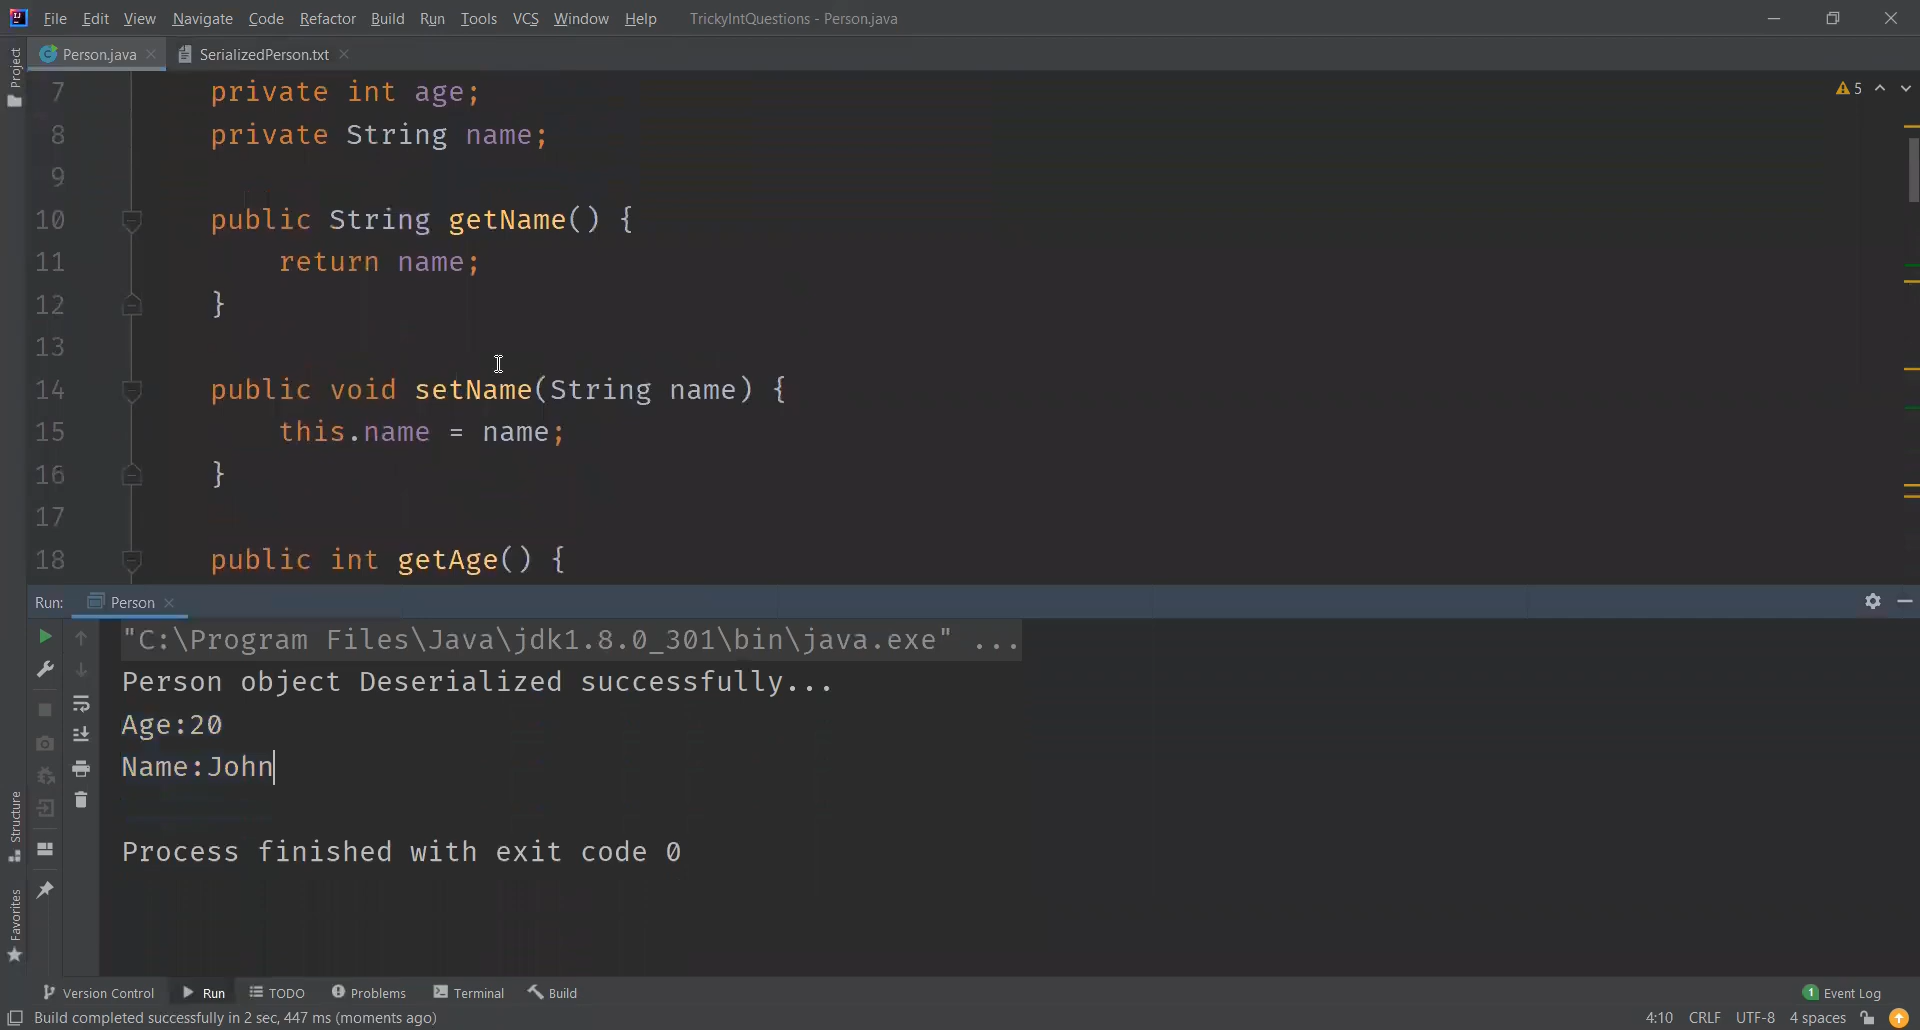 File Edit View Navigate Code Refactor Build Run Tools VCS Window Help TrickyIntQuestions - Person.java
Project
Person.java SerializedPerson.txt
7 private int age;
5
8 private String name;
9
10 public String getName() {
11 return name;
12 }
13
14 public void setName(String name) {
15 this.name = name;
16 }
17
18 public int getAge() {
Run: Person
"C:\Program Files\Java\jdk1.8.0_301\bin\java.exe" ...
Person object Deserialized successfully...
Age:20
Name:John
Process finished with exit code 0
Structure
Favorites
Version Control Run TODO Problems Terminal Build 1 Event Log
Build completed successfully in 2 sec, 447 ms (moments ago) 4:10 CRLF UTF-8 4 spaces